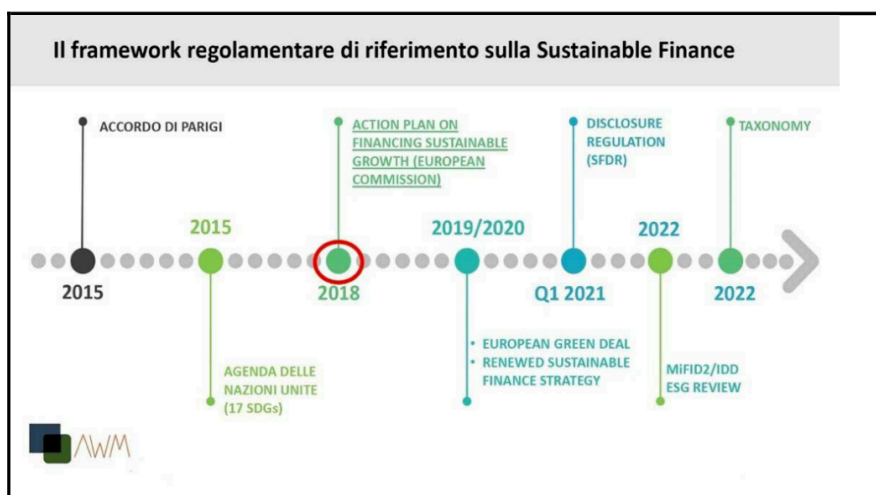 Il framework regolamentare di riferimento sulla Sustainable Finance
ACCORDO DI PARIGI
2015
2015
AGENDA DELLE
NAZIONI UNITE
(17 SDGs)
ACTION PLAN ON
FINANCING SUSTAINABLE
GROWTH (EUROPEAN
COMMISSION)
2018
2019/2020
• EUROPEAN GREEN DEAL
• RENEWED SUSTAINABLE
FINANCE STRATEGY
DISCLOSURE
REGULATION
(SFDR)
Q1 2021
2022
MiFID2/IDD
ESG REVIEW
TAXONOMY
2022
AWM